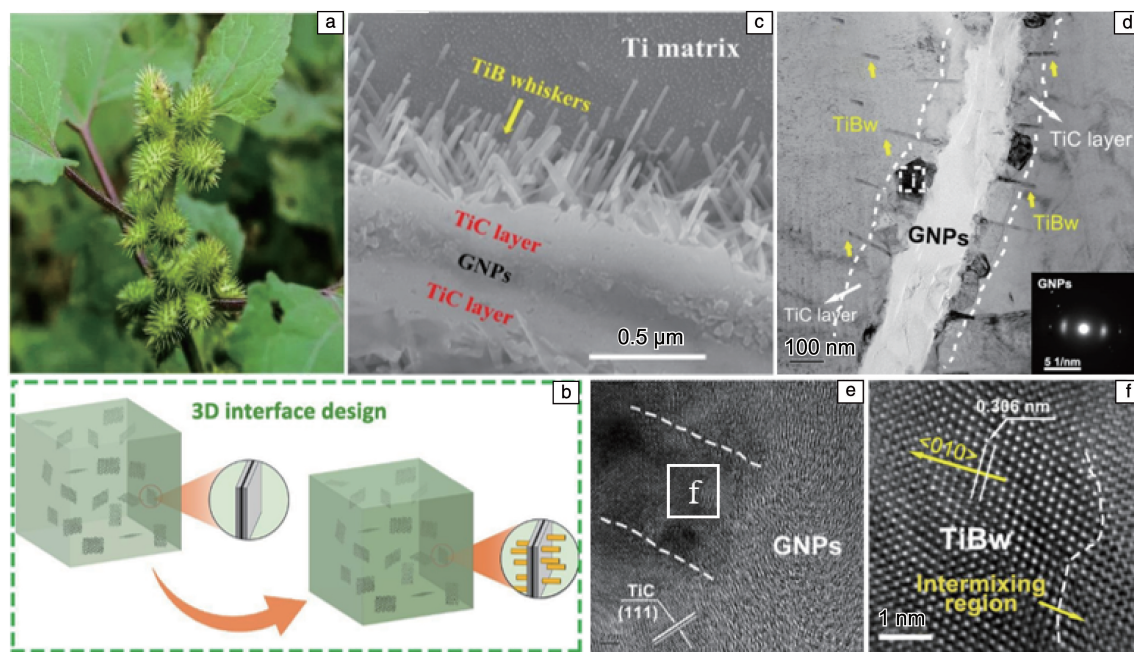 a
c
Ti matrix
TiB whiskers
TiC layer
GNPs
TiC layer
0.5 μm
d
TiBw
TiC layer
TiBw
GNPs
TiC layer
100 nm
GNPs
5 1/nm
b
3D interface design
e
f
GNPs
TiC
(111)
f
0.306 nm
<010>
TiBw
Intermixing
region
1 nm